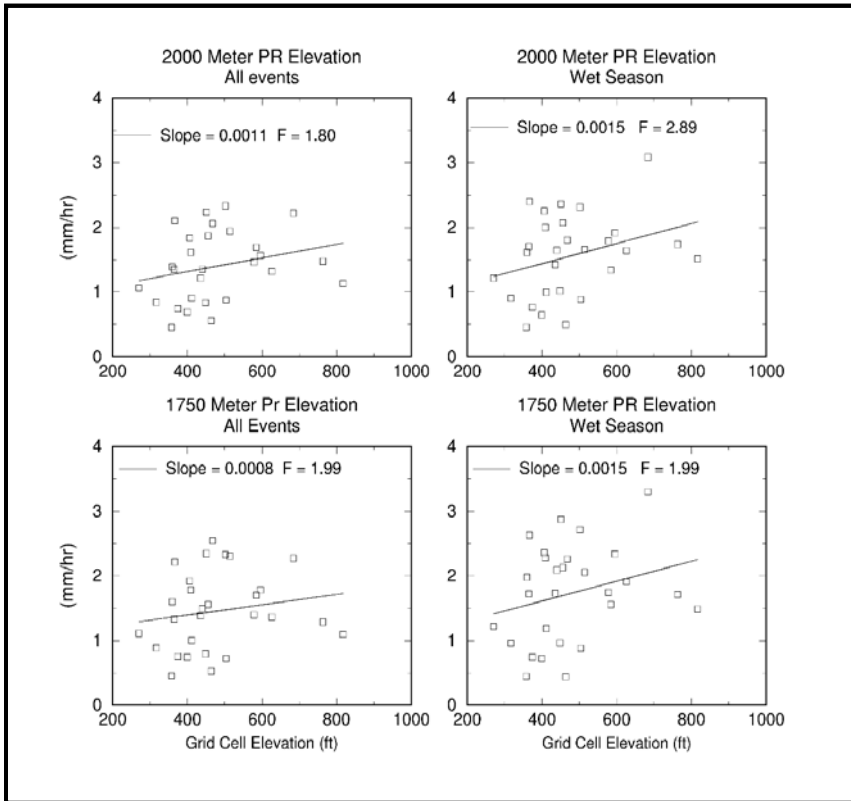 2000 Meter PR Elevation
All events
Slope = 0.0011 F = 1.80
(mm/hr)
4
3
2
1
0
200 400 600 800 1000
2000 Meter PR Elevation
Wet Season
Slope = 0.0015 F = 2.89
4
3
2
1
0
200 400 600 800 1000
1750 Meter Pr Elevation
All Events
Slope = 0.0008 F = 1.99
(mm/hr)
4
3
2
1
0
200 400 600 800 1000
Grid Cell Elevation (ft)
1750 Meter PR Elevation
Wet Season
Slope = 0.0015 F = 1.99
4
3
2
1
0
200 400 600 800 1000
Grid Cell Elevation (ft)